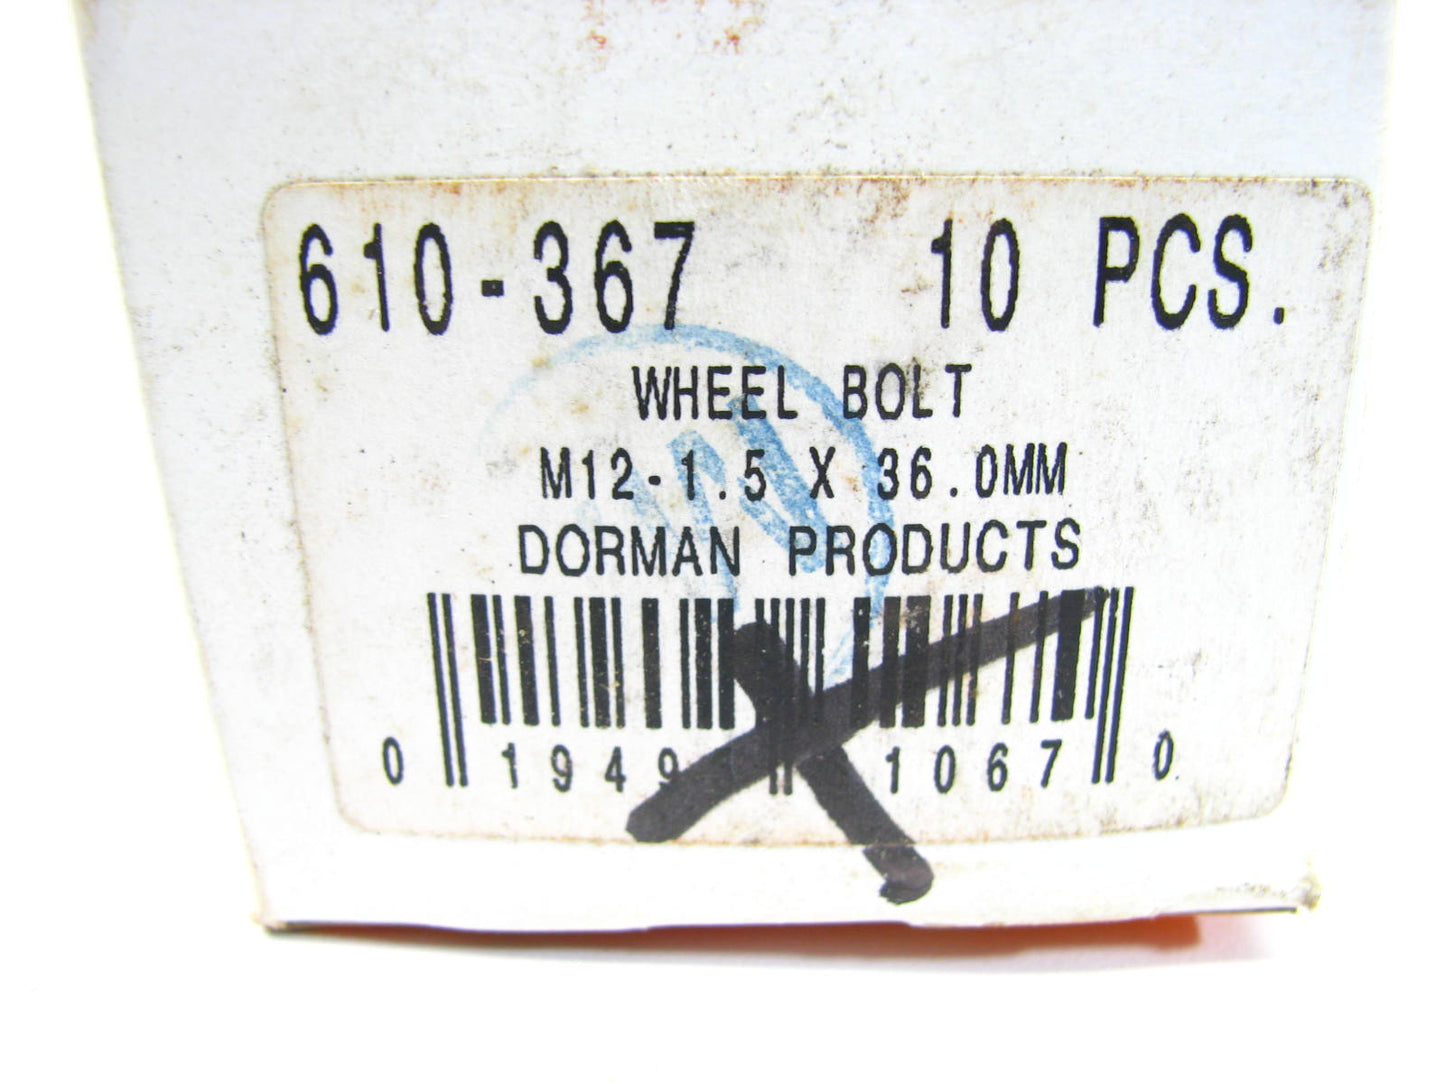 610-367 10 PCS.
WHEEL BOLT
M12-1.5 X 36.0MM
DORMAN PRODUCTS
0 1949 1067 0